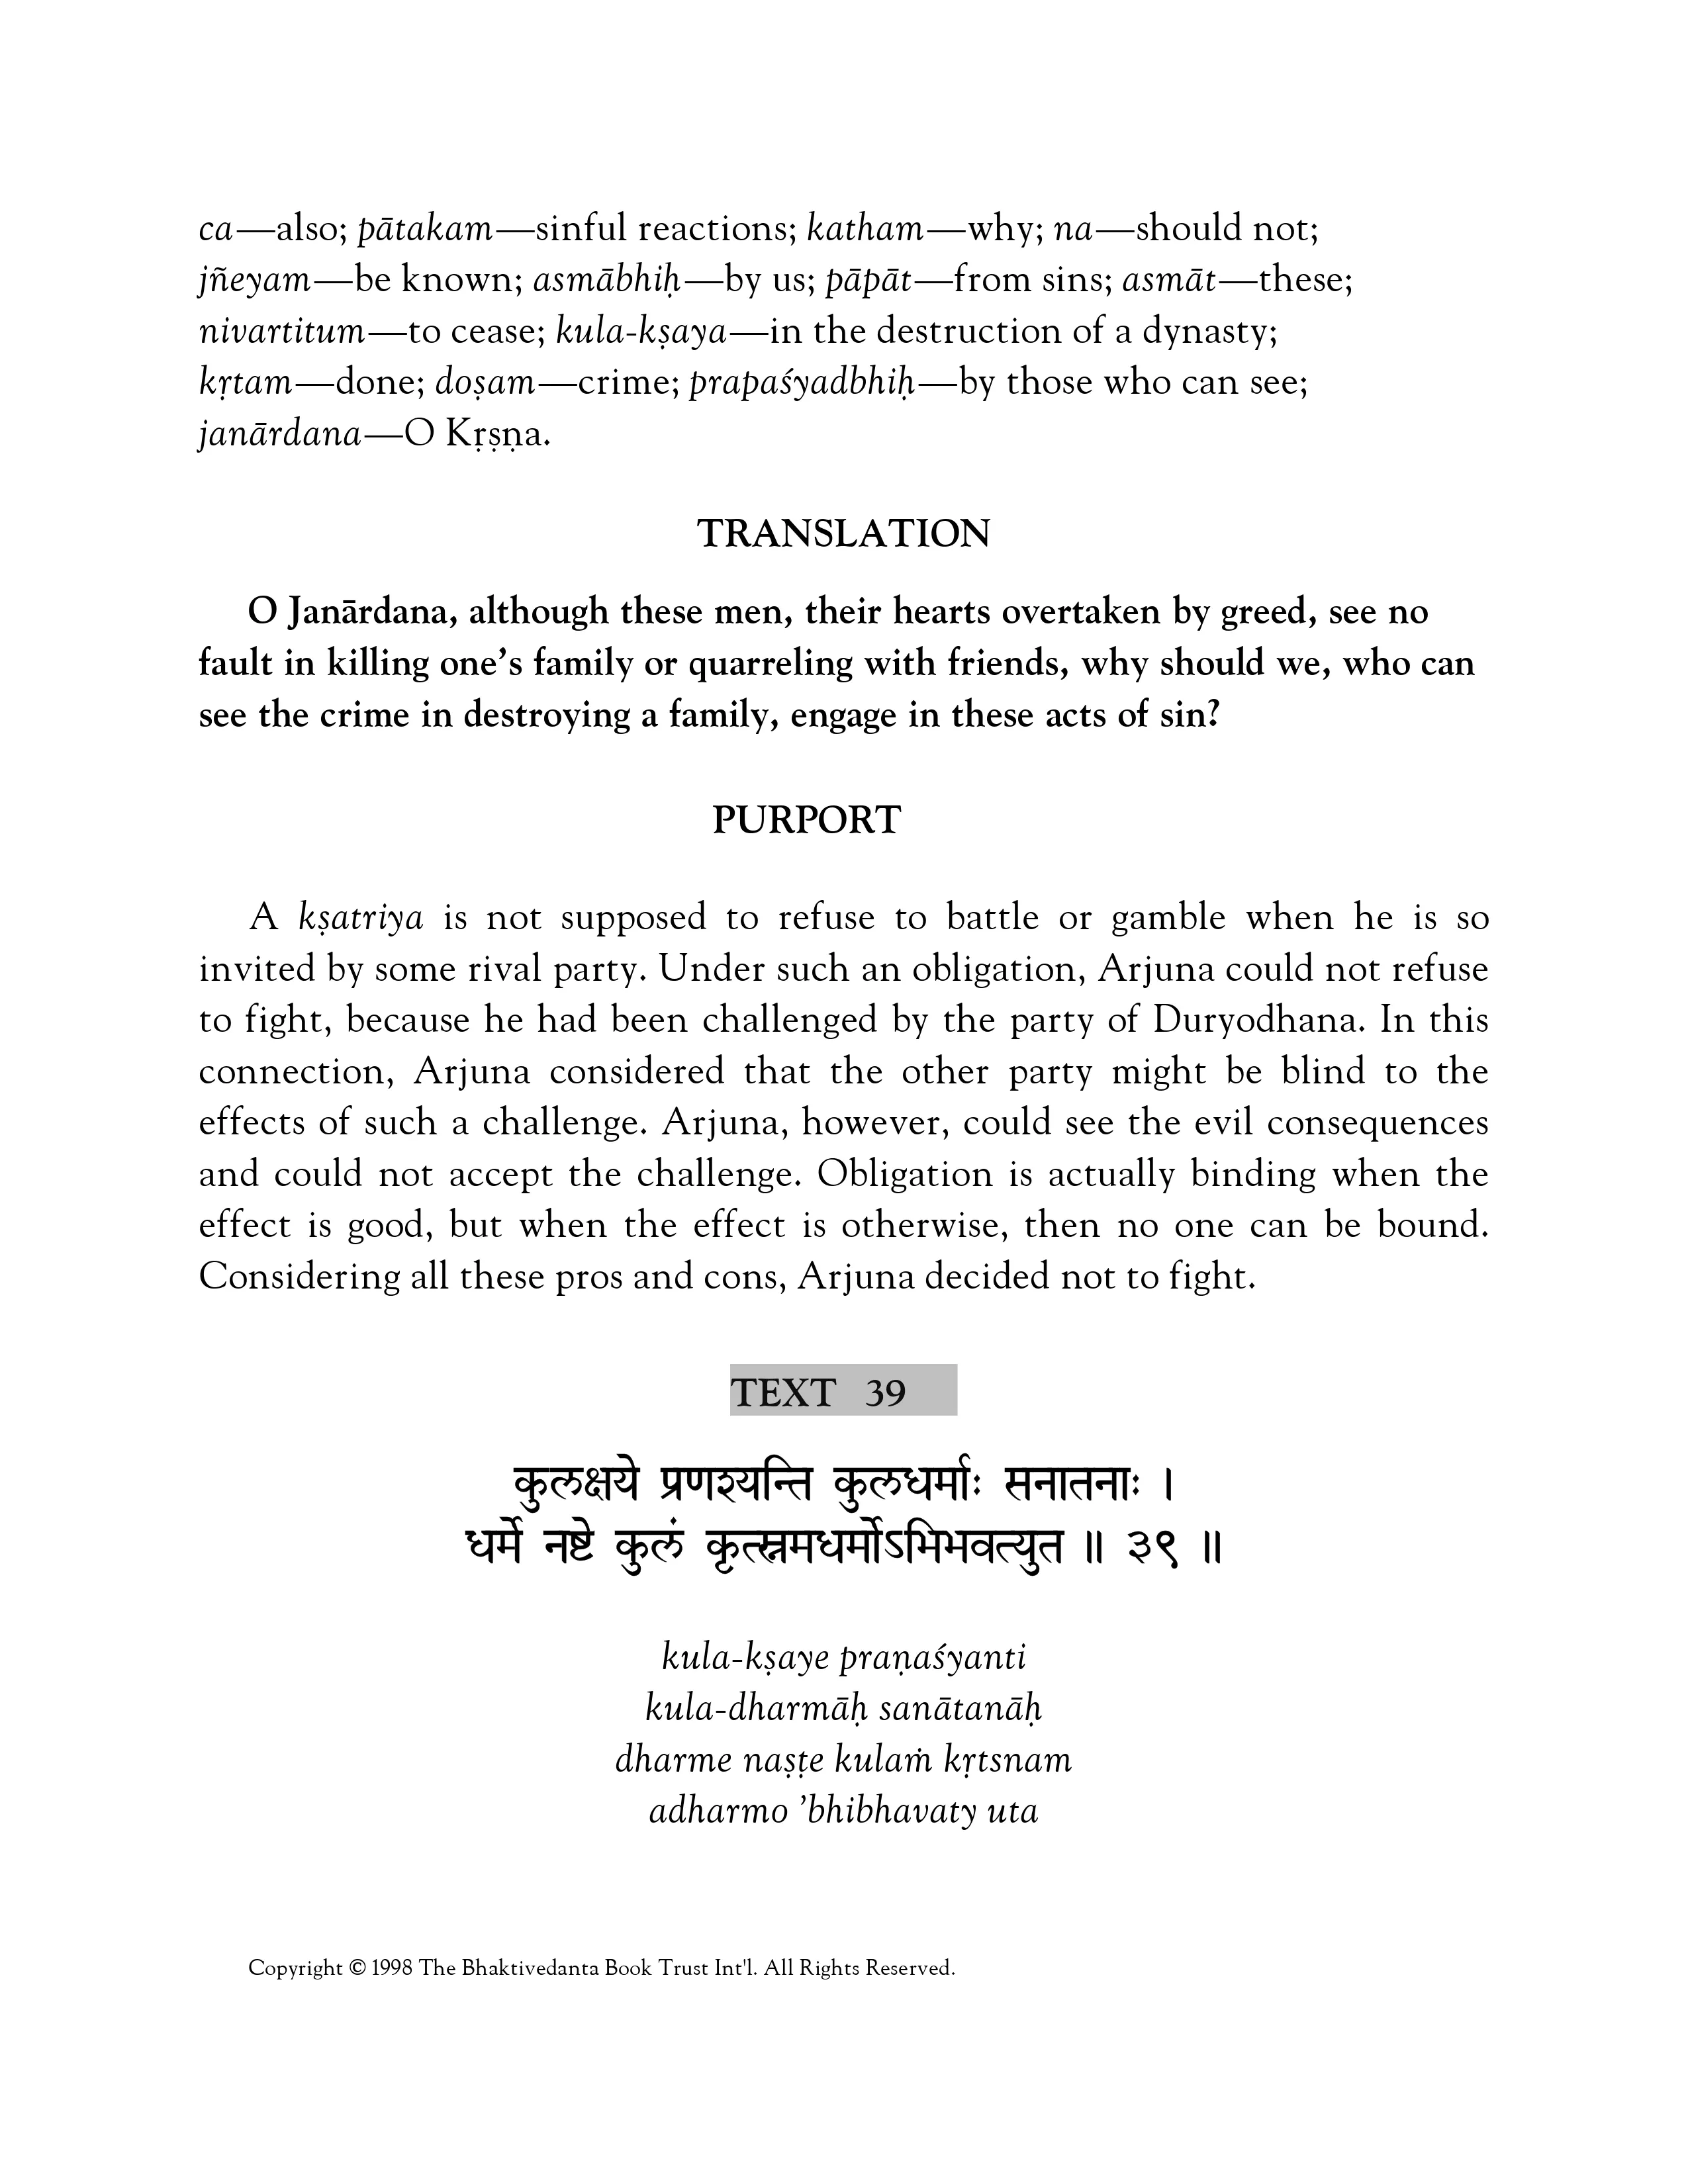 ca—also; pātakam—sinful reactions; katham—why; na—should not;
jñeyam—be known; asmābhiḥ—by us; pāpāt—from sins; asmāt—these;
nivartitum—to cease; kula-kṣaya—in the destruction of a dynasty;
kṛtam—done; doṣam—crime; prapaśyadbhiḥ—by those who can see;
janārdana—O Kṛṣṇa.
TRANSLATION
O Janārdana, although these men, their hearts overtaken by greed, see no
fault in killing one’s family or quarreling with friends, why should we, who can
see the crime in destroying a family, engage in these acts of sin?
PURPORT
A kṣatriya is not supposed to refuse to battle or gamble when he is so
invited by some rival party. Under such an obligation, Arjuna could not refuse
to fight, because he had been challenged by the party of Duryodhana. In this
connection, Arjuna considered that the other party might be blind to the
effects of such a challenge. Arjuna, however, could see the evil consequences
and could not accept the challenge. Obligation is actually binding when the
effect is good, but when the effect is otherwise, then no one can be bound.
Considering all these pros and cons, Arjuna decided not to fight.
TEXT 39
कुलक्षये प्रणश्यन्ति कुलधर्माः सनातनाः ।
धर्मे नष्टे कुलं कृत्स्नमधर्मोऽभिभवत्युत ॥ ३९ ॥
kula-kṣaye praṇaśyanti
kula-dharmāḥ sanātanāḥ
dharme naṣṭe kulaṁ kṛtsnam
adharmo ’bhibhavaty uta
Copyright © 1998 The Bhaktivedanta Book Trust Int'l. All Rights Reserved.